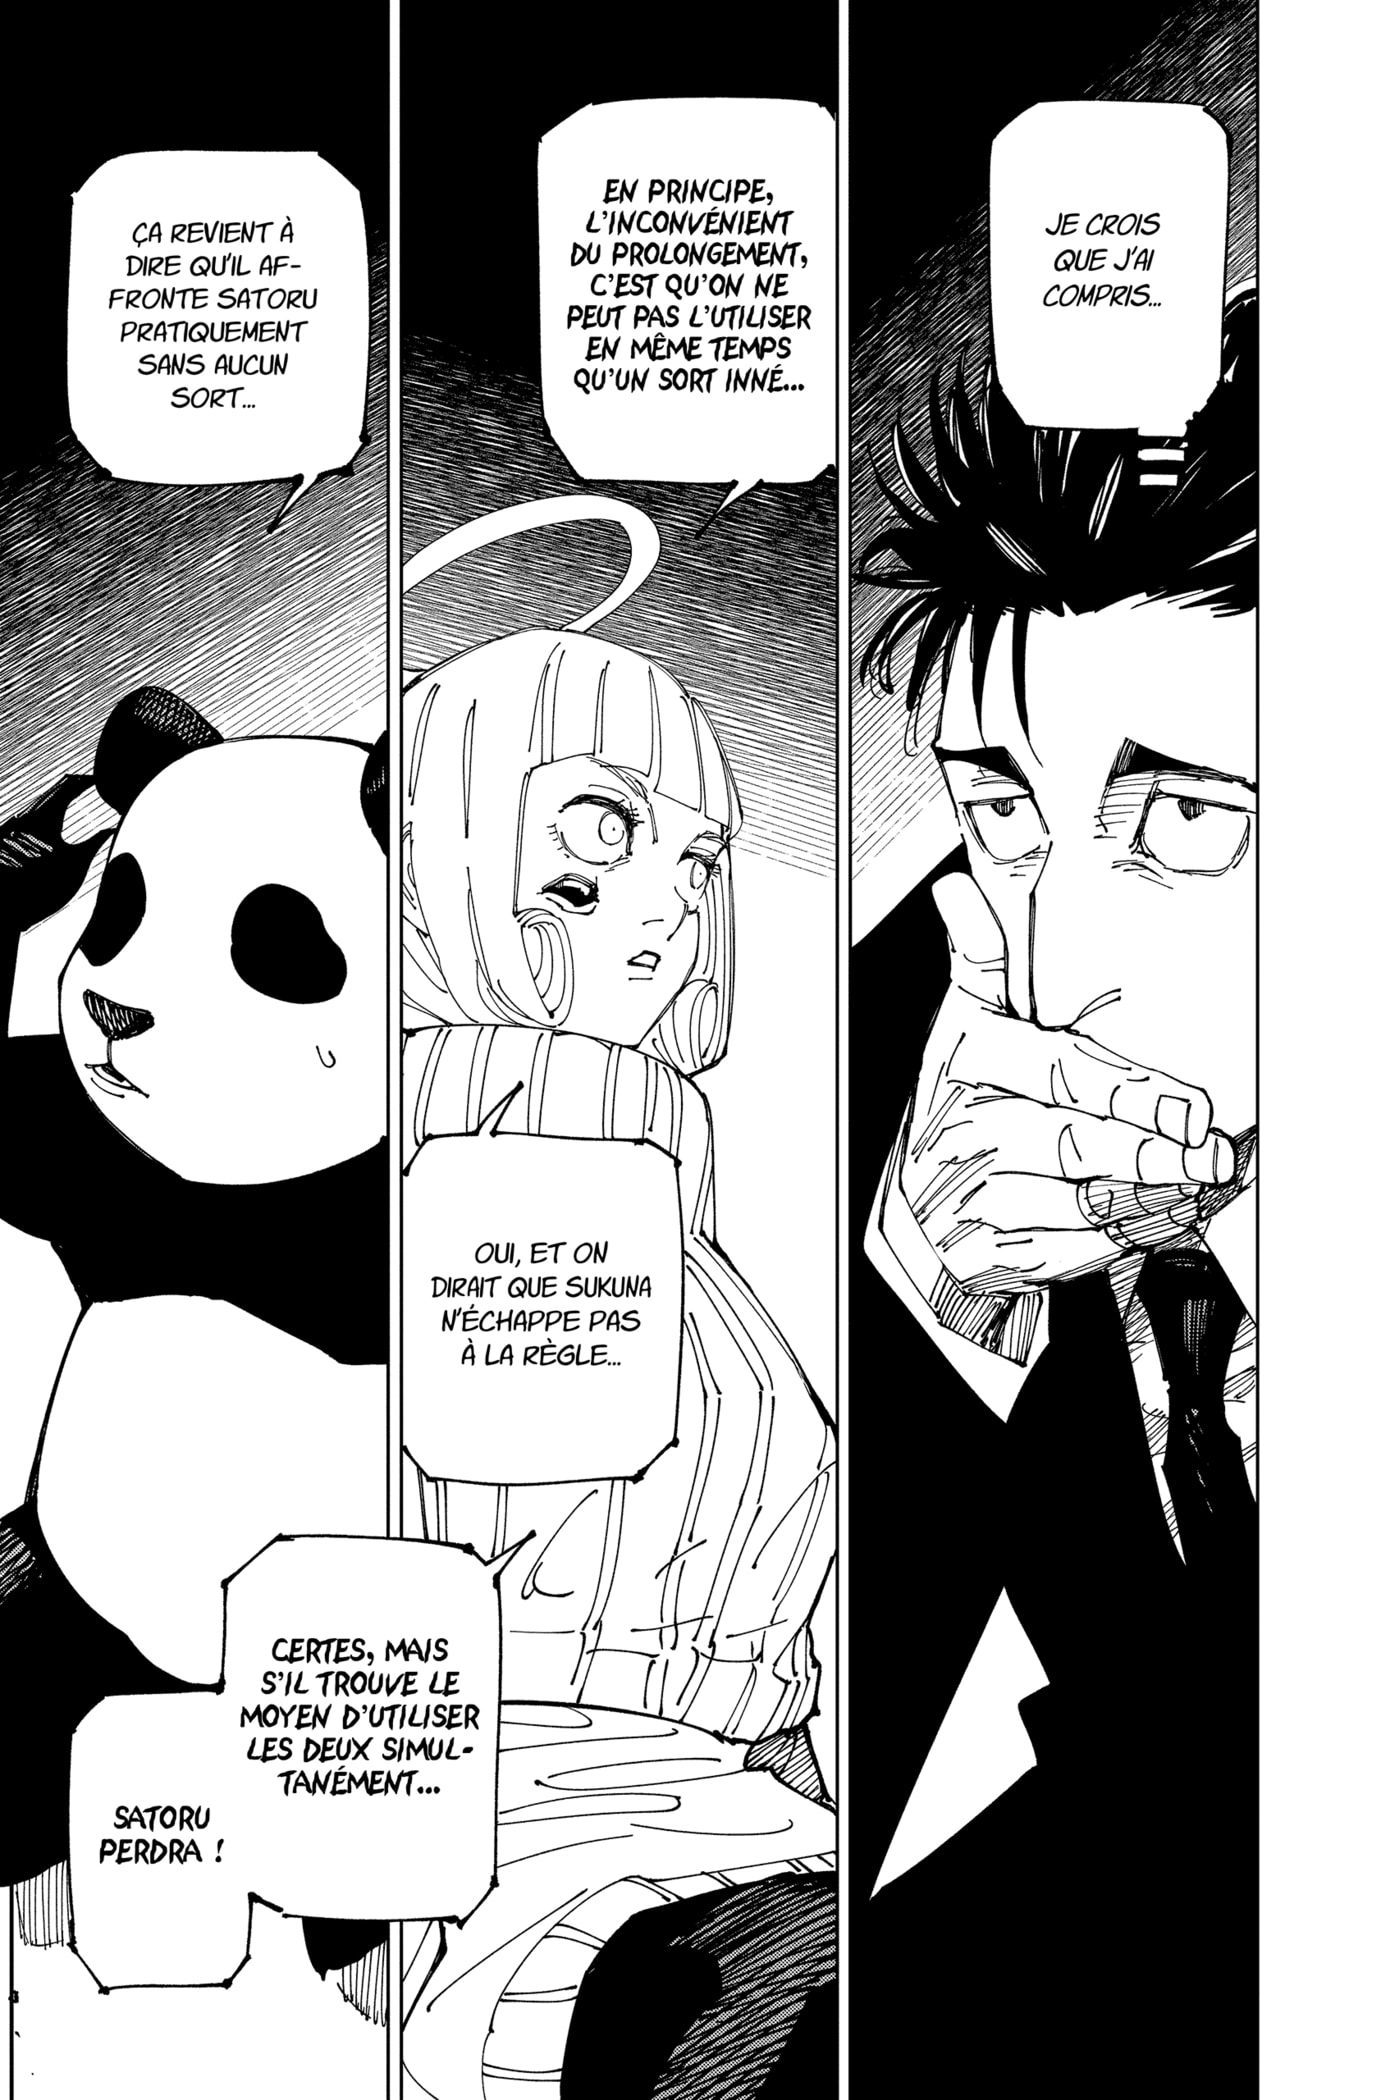 JE CROIS
QUE J'AI
COMPRIS...
EN PRINCIPE,
L'INCONVÉNIENT
DU PROLONGEMENT,
C'EST QU'ON NE
PEUT PAS L'UTILISER
EN MÊME TEMPS
QU'UN SORT INNÉ...
ÇA REVIENT À
DIRE QU'IL AF-
FRONTE SATORU
PRATIQUEMENT
SANS AUCUN
SORT...
OUI, ET ON
DIRAIT QUE SUKUNA
N'ÉCHAPPE PAS
À LA RÈGLE...
CERTES, MAIS
S'IL TROUVE LE
MOYEN D'UTILISER
LES DEUX SIMUL-
TANÉMENT...
SATORU
PERDRA !